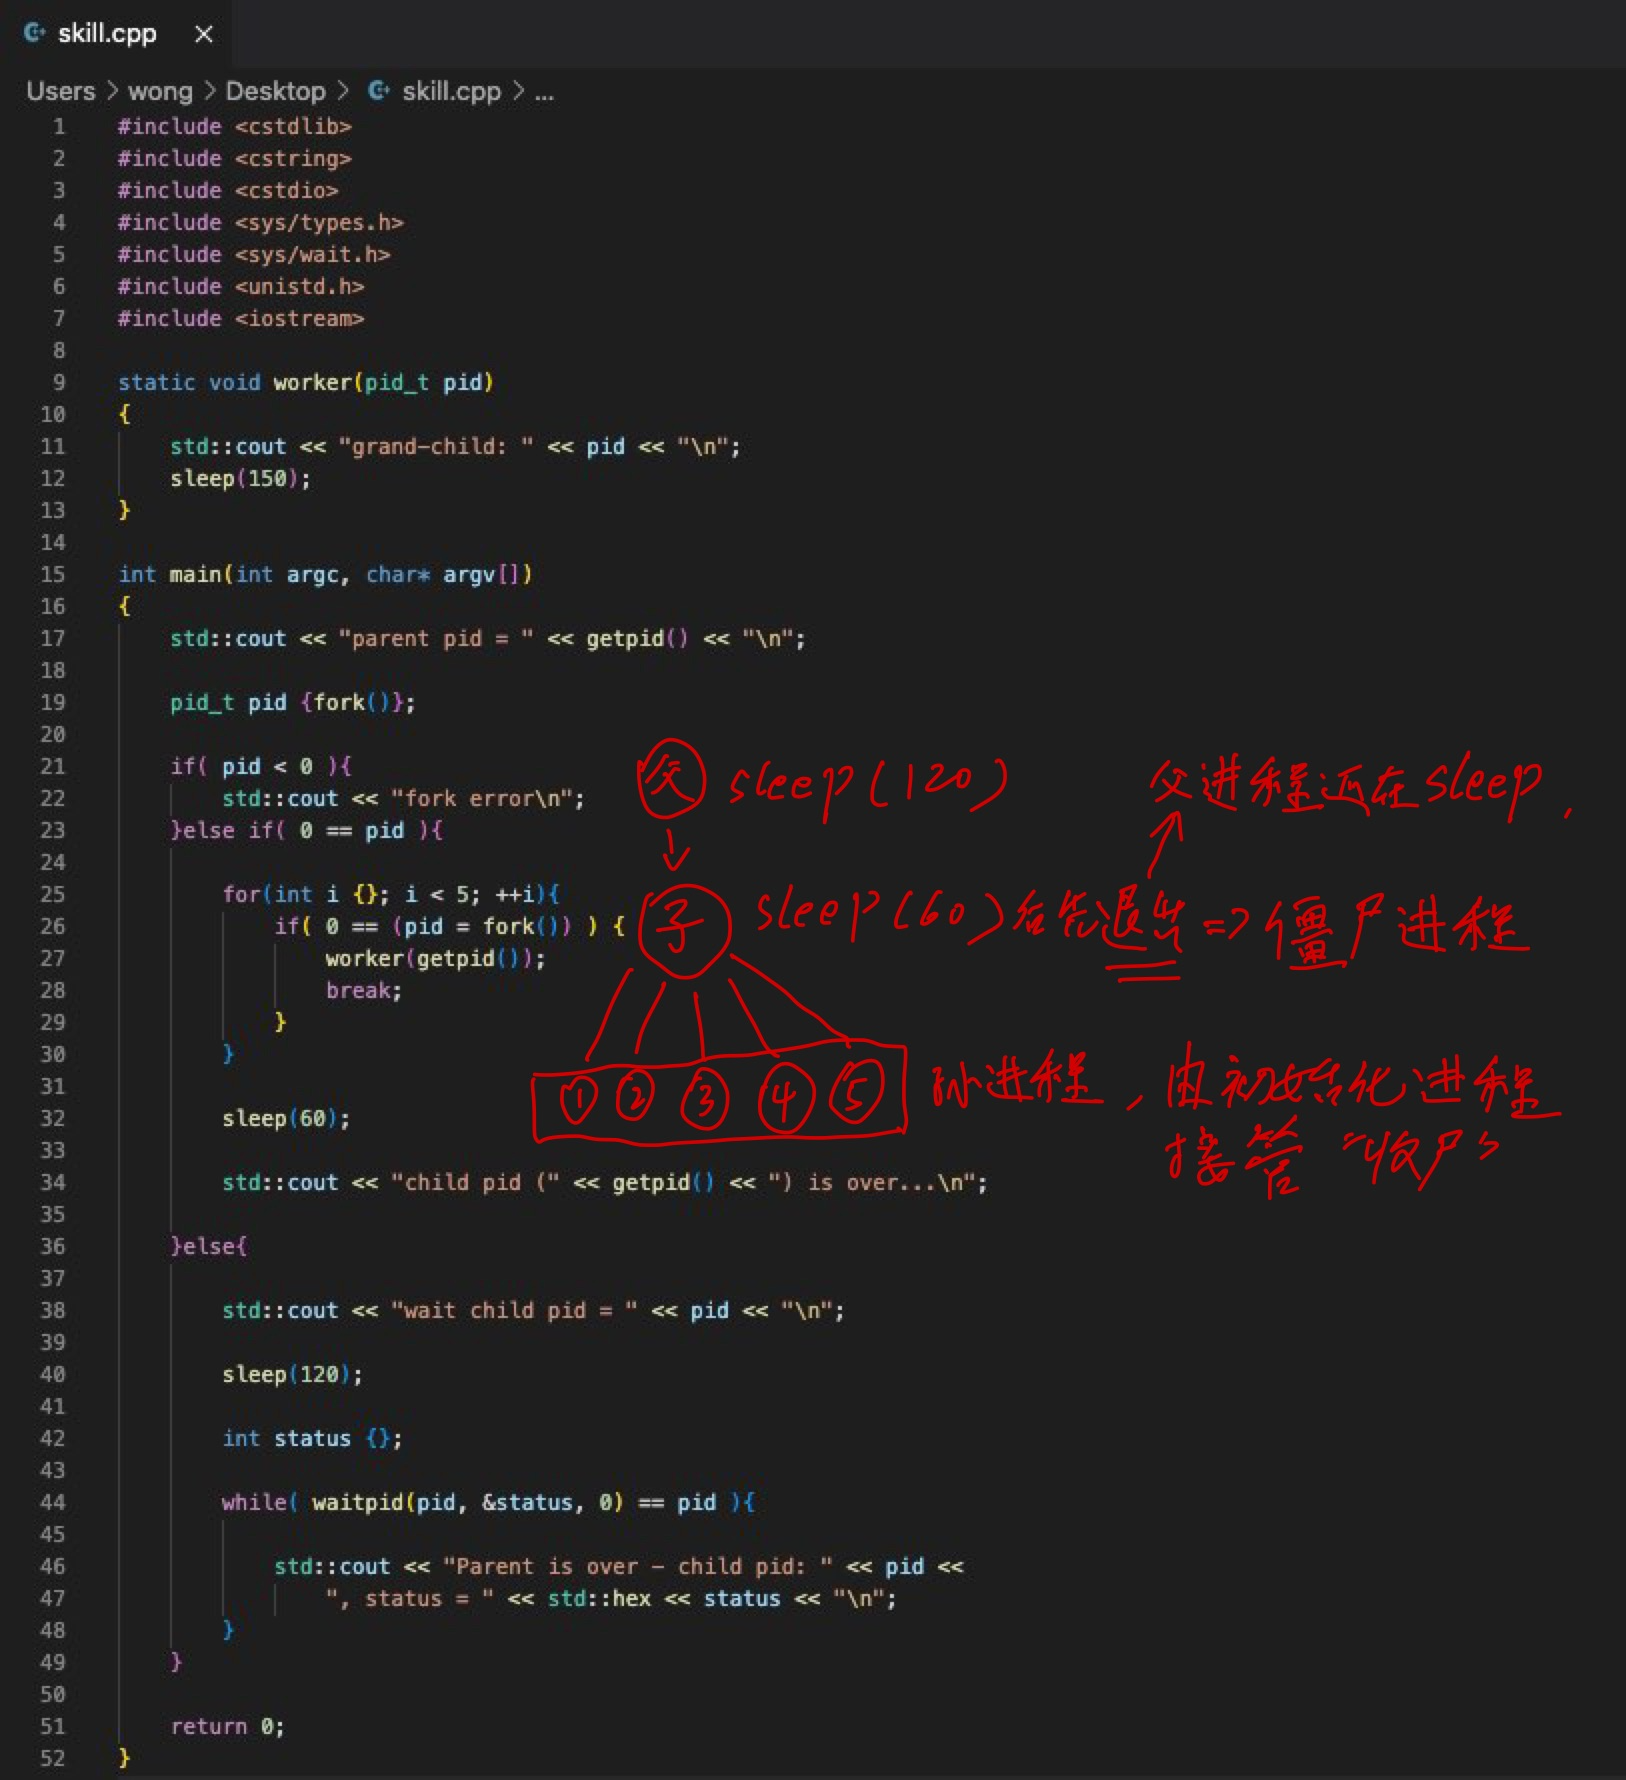 skill.cpp
Users > wong > Desktop > skill.cpp > ...
1 #include <cstdlib>
2 #include <cstring>
3 #include <cstdio>
4 #include <sys/types.h>
5 #include <sys/wait.h>
6 #include <unistd.h>
7 #include <iostream>
8
9 static void worker(pid_t pid)
10 {
11 std::cout << "grand-child: " << pid << "\n";
12 sleep(150);
13 }
14
15 int main(int argc, char* argv[])
16 {
17 std::cout << "parent pid = " << getpid() << "\n";
18
19 pid_t pid {fork()};
20
21 if( pid < 0 ){
父 sleep(120)
父进程还在sleep,
22 std::cout << "fork error\n";
23 }else if( 0 == pid ){
24
25 for(int i {}; i < 5; ++i){
26 if( 0 == (pid = fork()) ) {
子 sleep(60)后先退出 => 僵尸进程
27 worker(getpid());
28 break;
29 }
30 }
31
① ② ③ ④ ⑤ 孙进程, 由初始化进程
接管 "收尸"
32 sleep(60);
33
34 std::cout << "child pid (" << getpid() << ") is over...\n";
35
36 }else{
37
38 std::cout << "wait child pid = " << pid << "\n";
39
40 sleep(120);
41
42 int status {};
43
44 while( waitpid(pid, &status, 0) == pid ){
45
46 std::cout << "Parent is over - child pid: " << pid <<
47 ", status = " << std::hex << status << "\n";
48 }
49 }
50
51 return 0;
52 }